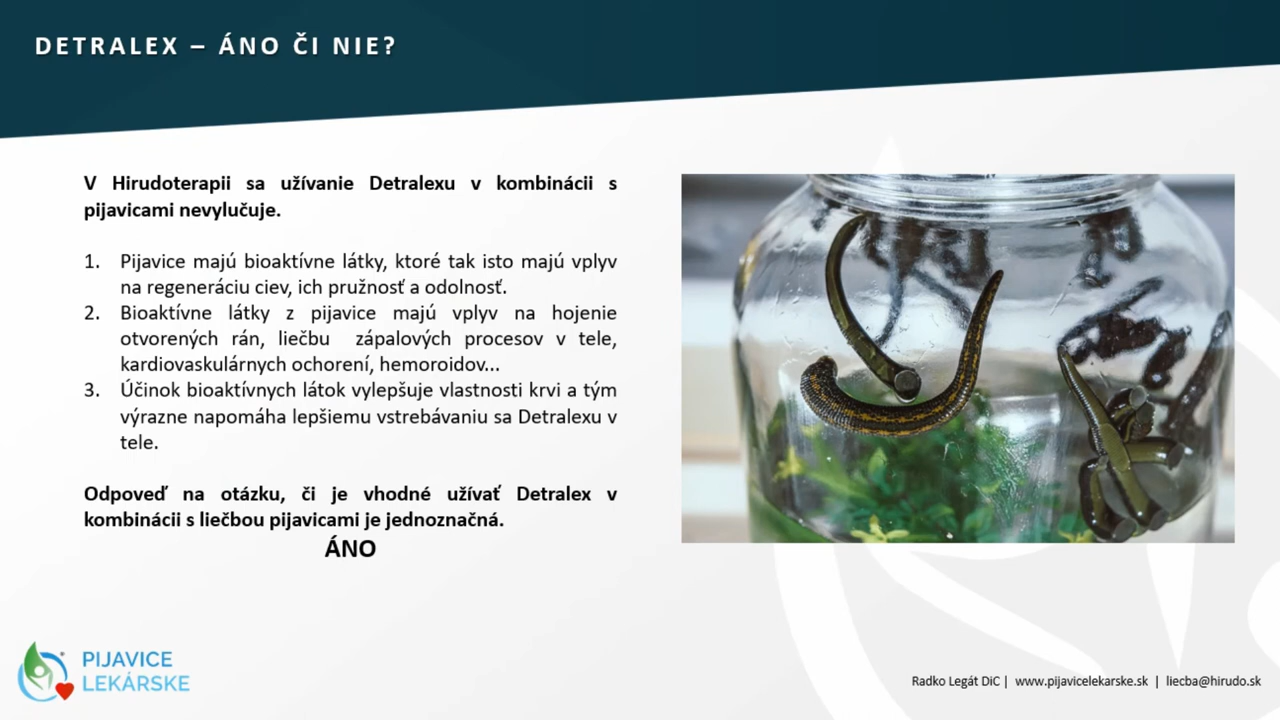 DETRALEX – ÁNO ČI NIE?
V Hirudoterapii sa užívanie Detralexu v kombinácii s
pijavicami nevylučuje.
1. Pijavice majú bioaktívne látky, ktoré tak isto majú vplyv
na regeneráciu ciev, ich pružnosť a odolnosť.
2. Bioaktívne látky z pijavice majú vplyv na hojenie
otvorených rán, liečbu zápalových procesov v tele,
kardiovaskulárnych ochorení, hemoroidov...
3. Účinok bioaktívnych látok vylepšuje vlastnosti krvi a tým
výrazne napomáha lepšiemu vstrebávaniu sa Detralexu v
tele.
Odpoveď na otázku, či je vhodné užívať Detralex v
kombinácii s liečbou pijavicami je jednoznačná.
ÁNO
PIJAVICE
LEKÁRSKE
Radko Legát DiC | www.pijavicelekarske.sk | liecba@hirudo.sk